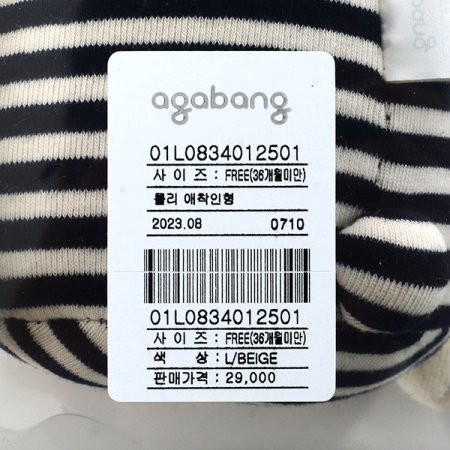 agabang
01L0834012501
사 이 즈 : FREE(36개월미만)
톨리 애착인형
2023.08 0710
01L0834012501
사 이 즈 : FREE(36개월미만)
색 상 : L/BEIGE
판매가격 : 29,000